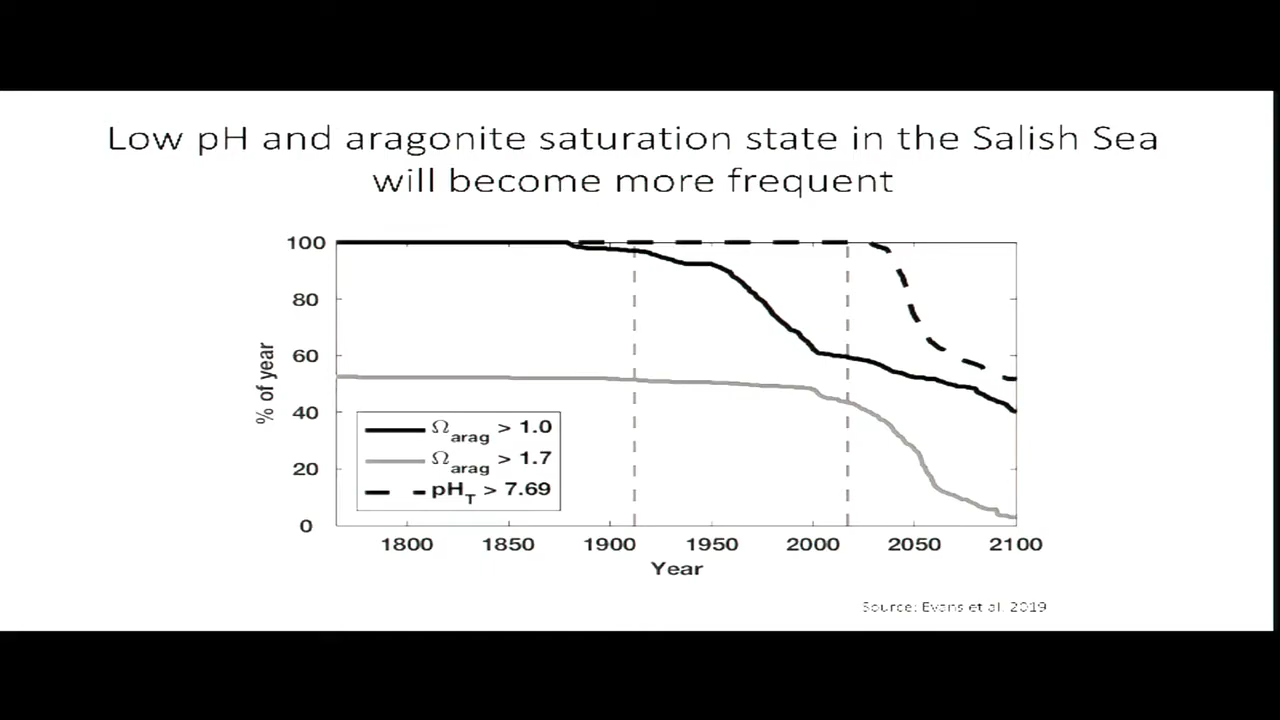 Low pH and aragonite saturation state in the Salish Sea
will become more frequent
100
80
60
40
20
0
% of year
Ωarag > 1.0
Ωarag > 1.7
pHT > 7.69
1800 1850 1900 1950 2000 2050 2100
Year
Source: Evans et al. 2019